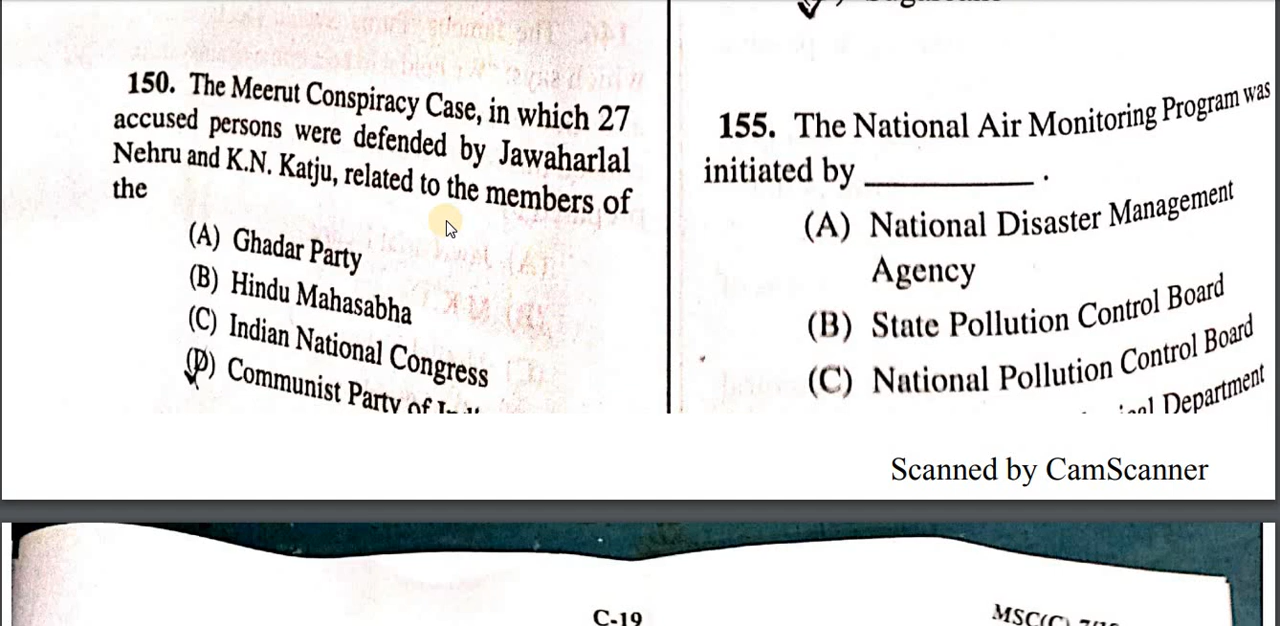 150. The Meerut Conspiracy Case, in which 27
accused persons were defended by Jawaharlal
Nehru and K.N. Katju, related to the members of
the
(A) Ghadar Party
(B) Hindu Mahasabha
(C) Indian National Congress
(D) Communist Party of
155. The National Air Monitoring Program was
initiated by __________ .
(A) National Disaster Management
Agency
(B) State Pollution Control Board
(C) National Pollution Control Board
Department
Scanned by CamScanner
C-19